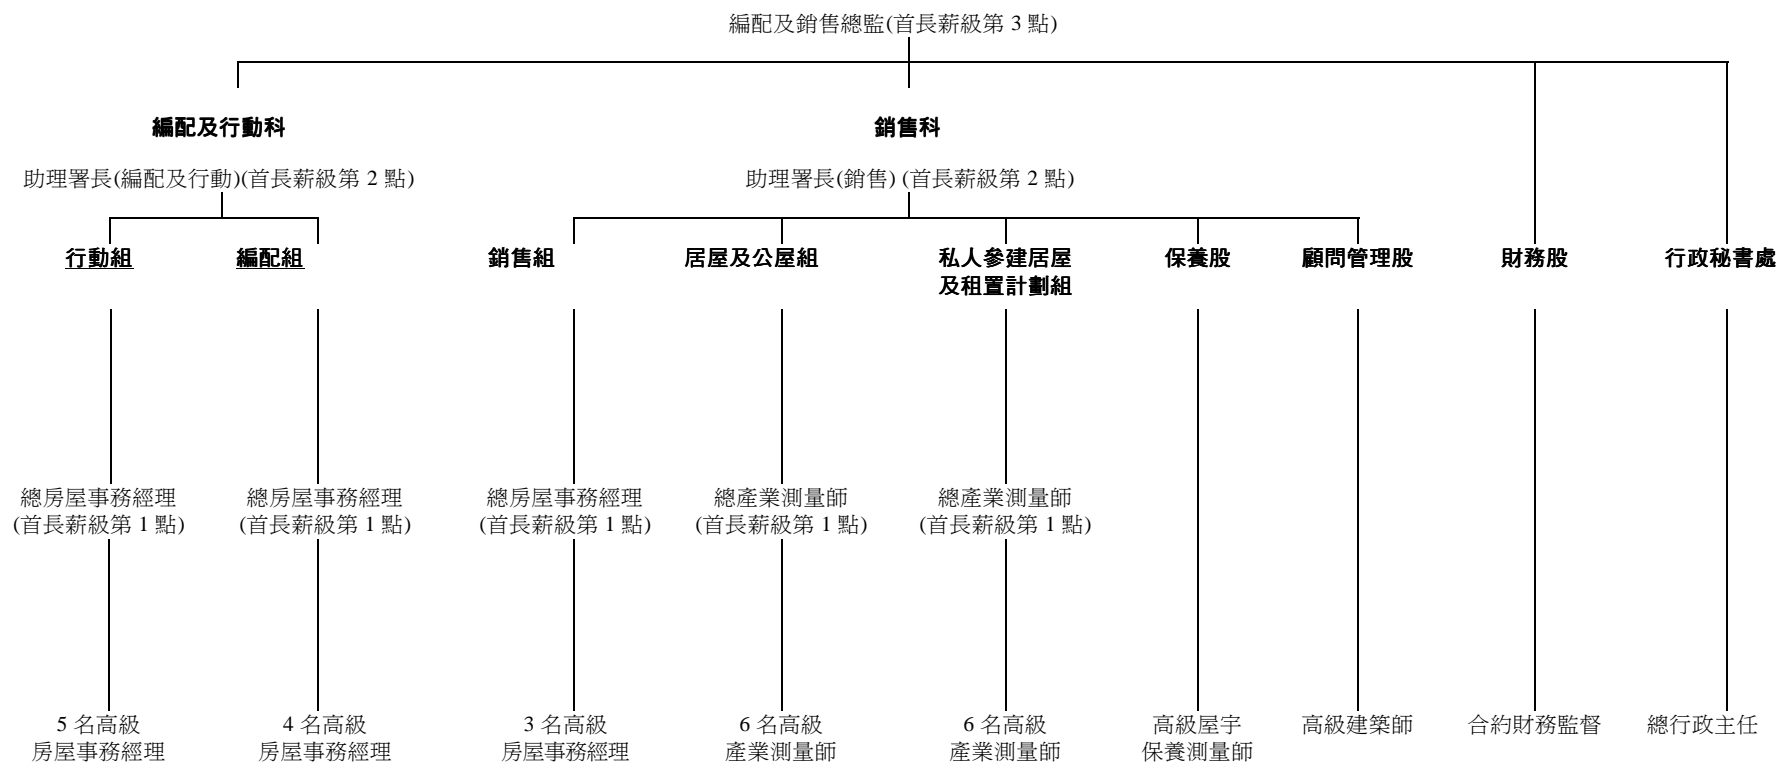 編配及銷售總監(首長薪級第 3 點)
編配及行動科
銷售科
助理署長(編配及行動)(首長薪級第 2 點)
助理署長(銷售) (首長薪級第 2 點)
行動組
編配組
銷售組
居屋及公屋組
私人參建居屋
及租置計劃組
保養股
顧問管理股
財務股
行政秘書處
總房屋事務經理
(首長薪級第 1 點)
總房屋事務經理
(首長薪級第 1 點)
總房屋事務經理
(首長薪級第 1 點)
總產業測量師
(首長薪級第 1 點)
總產業測量師
(首長薪級第 1 點)
5 名高級
房屋事務經理
4 名高級
房屋事務經理
3 名高級
房屋事務經理
6 名高級
產業測量師
6 名高級
產業測量師
高級屋宇
保養測量師
高級建築師
合約財務監督
總行政主任